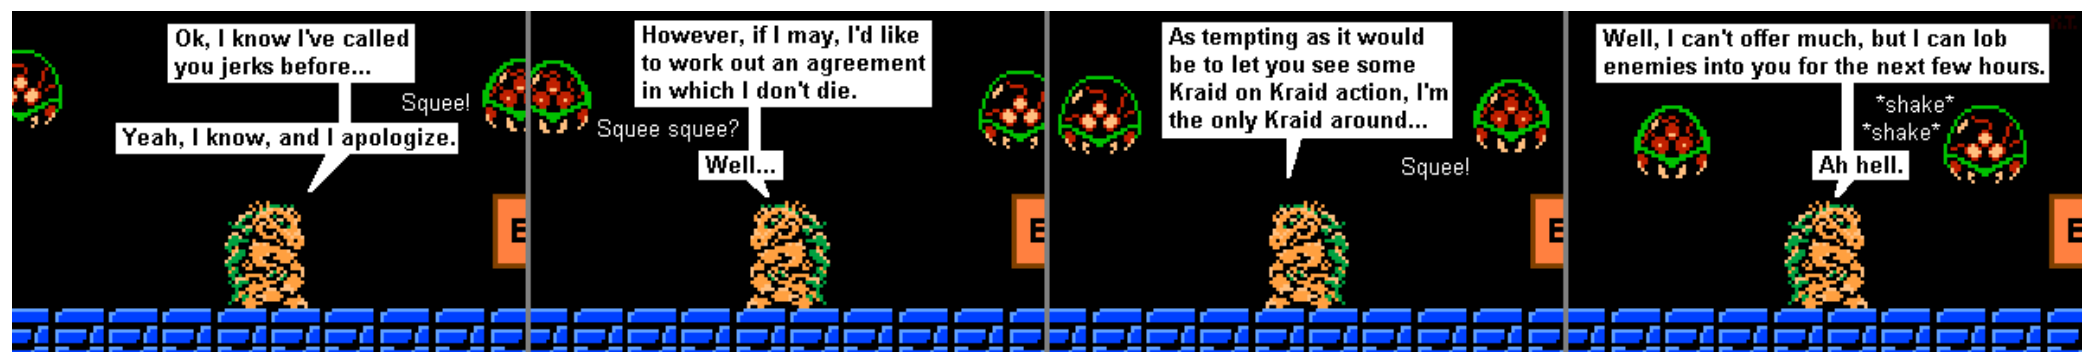 Ok, I know I've called
you jerks before...
Squee!
Yeah, I know, and I apologize.
However, if I may, I'd like
to work out an agreement
in which I don't die.
Squee squee?
Well...
As tempting as it would
be to let you see some
Kraid on Kraid action, I'm
the only Kraid around...
Squee!
Well, I can't offer much, but I can lob
enemies into you for the next few hours.
*shake*
*shake*
Ah hell.
E
E
E
E